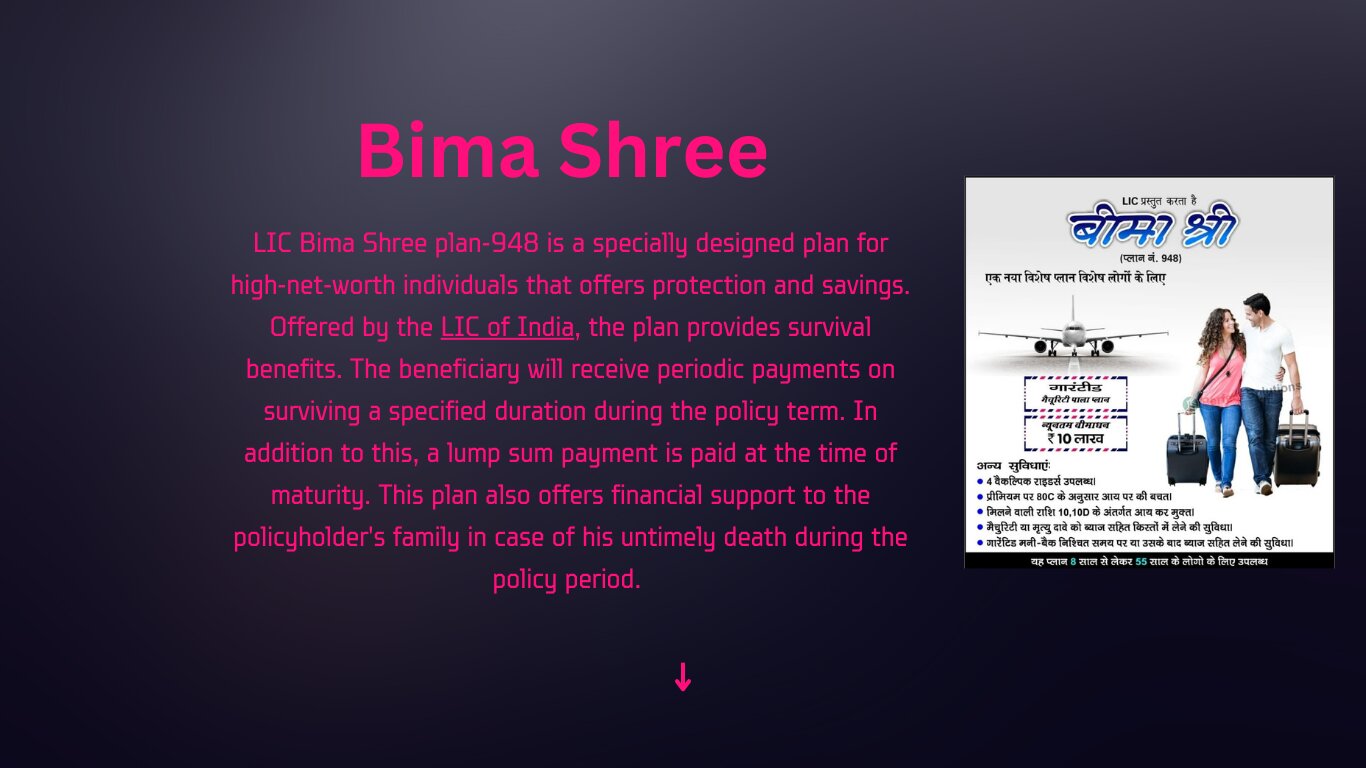 Bima Shree
LIC Bima Shree plan-948 is a specially designed plan for
high-net-worth individuals that offers protection and savings.
Offered by the LIC of India, the plan provides survival
benefits. The beneficiary will receive periodic payments on
surviving a specified duration during the policy term. In
addition to this, a lump sum payment is paid at the time of
maturity. This plan also offers financial support to the
policyholder's family in case of his untimely death during the
policy period.
LIC प्रस्तुत करता है
बीमा श्री
(प्लान नं. 948)
एक नया विशेष प्लान विशेष लोगों के लिए
गारंटीड
मैच्यूरिटी वाला प्लान
न्यूनतम बीमाधन
₹ 10 लाख
अन्य सुविधाएं:
• 4 वैकल्पिक राइडर्स उपलब्ध।
• प्रीमियम पर 80C के अनुसार आय पर की बचत।
• मिलने वाली राशि 10,10D के अंतर्गत आय कर मुक्त।
• मैचुरिटी या मृत्यु दावे को ब्याज सहित किस्तों में लेने की सुविधा।
• गारेंटिड मनी-बैक निश्चित समय पर या उसके बाद ब्याज सहित लेने की सुविधा।
यह प्लान 8 साल से लेकर 55 साल के लोगो के लिए उपलब्ध